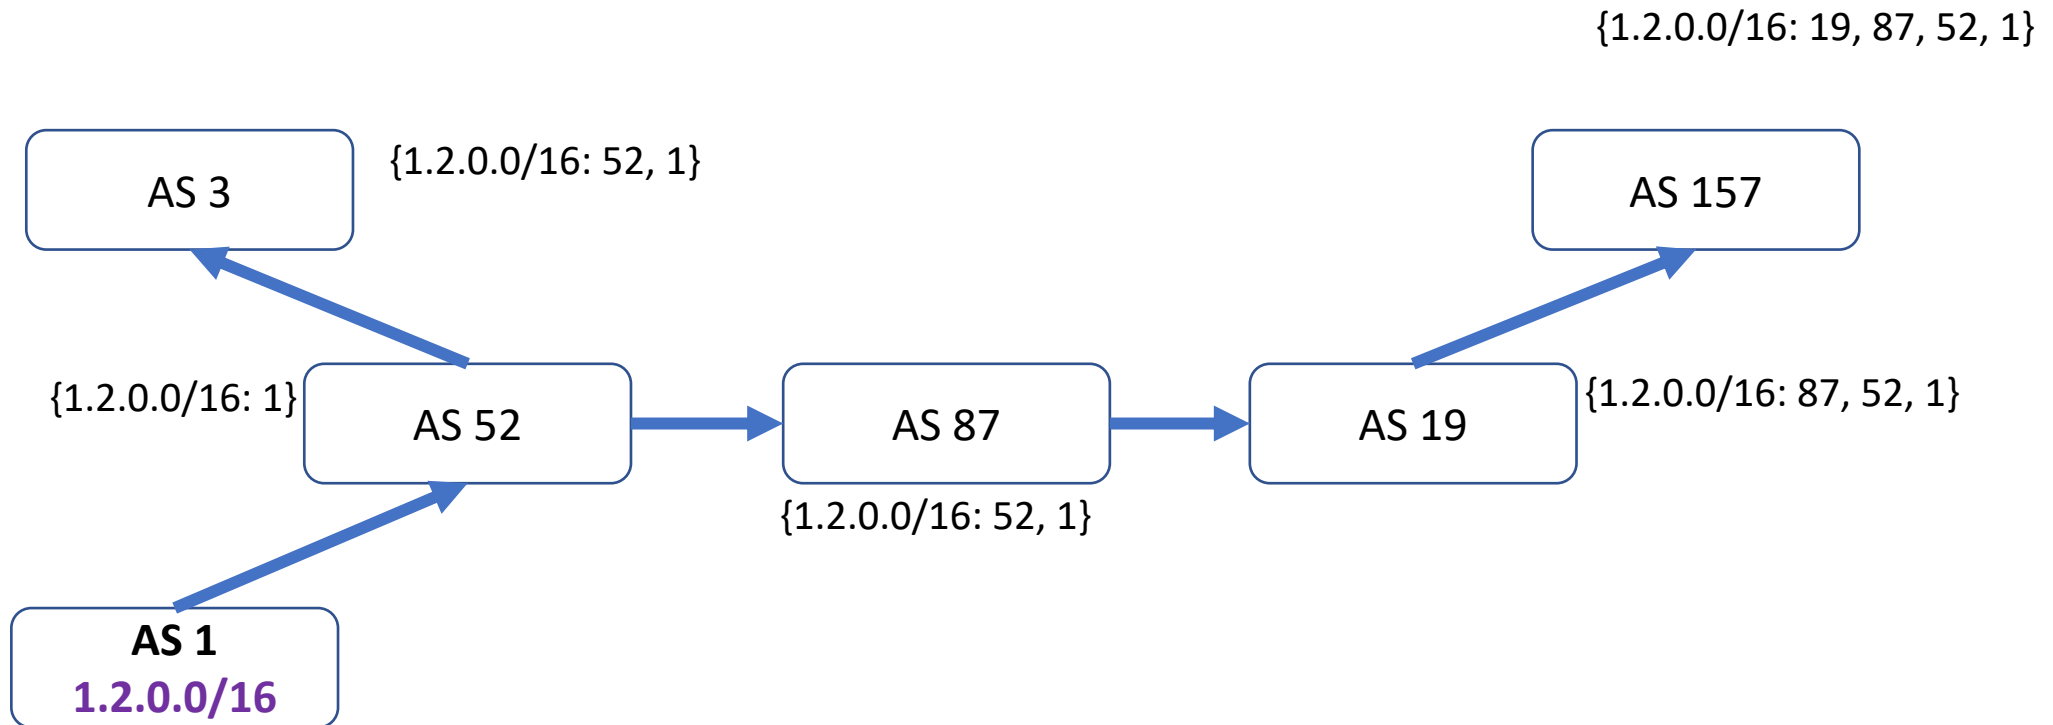 {1.2.0.0/16: 19, 87, 52, 1}
AS 3
{1.2.0.0/16: 52, 1}
AS 157
{1.2.0.0/16: 1}
AS 52
AS 87
AS 19
{1.2.0.0/16: 87, 52, 1}
{1.2.0.0/16: 52, 1}
AS 1
1.2.0.0/16